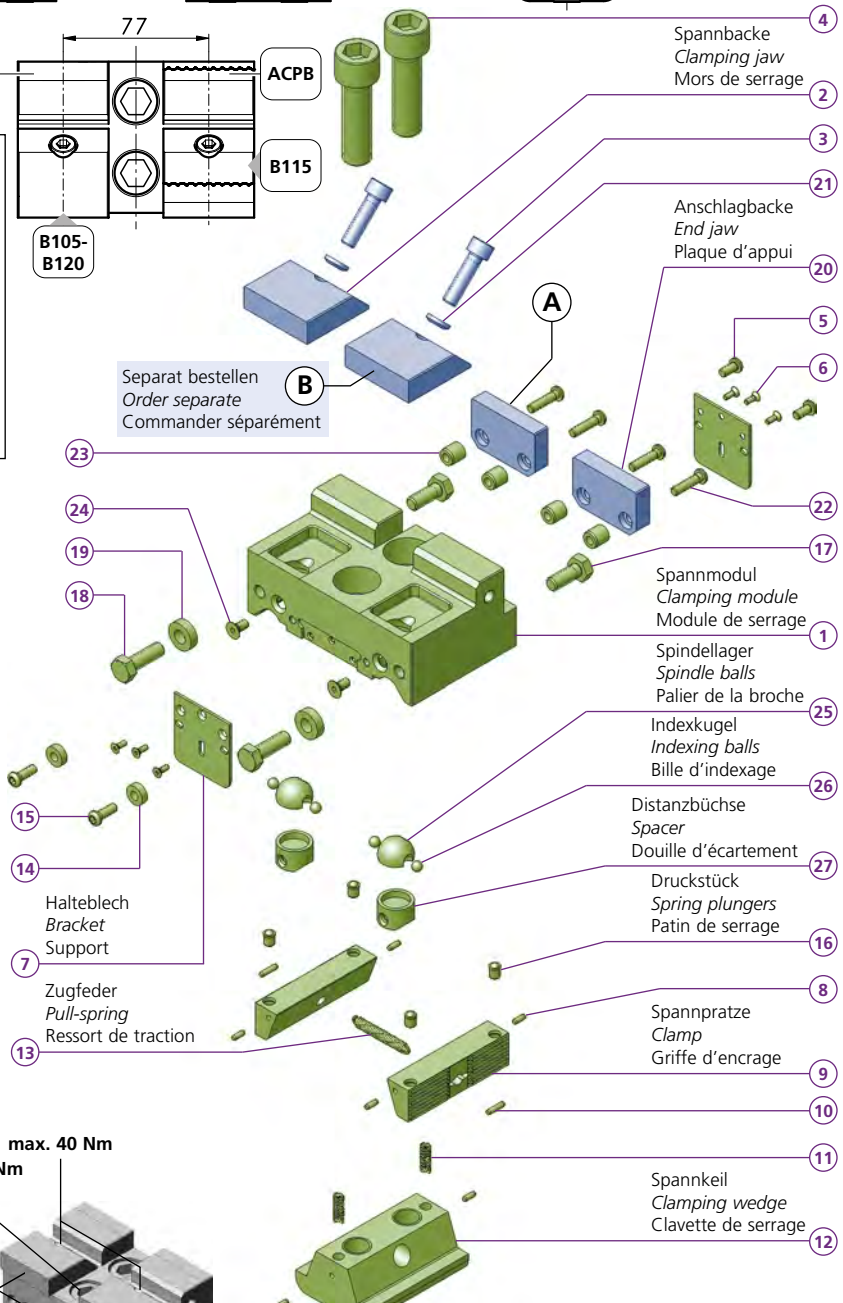 77
ACPB
B115
B105-
B120
4
Spannbacke
Clamping jaw
Mors de serrage
2
3
21
Anschlagbacke
End jaw
Plaque d'appui
20
A
5
6
Separat bestellen
Order separate
Commander séparément
B
23
24
19
18
22
17
Spannmodul
Clamping module
Module de serrage
1
Spindellager
Spindle balls
Palier de la broche
25
Indexkugel
Indexing balls
Bille d'indexage
26
Distanzbüchse
Spacer
Douille d'écartement
27
15
14
Halteblech
Bracket
Support
7
Druckstück
Spring plungers
Patin de serrage
16
8
Zugfeder
Pull-spring
Ressort de traction
13
Spannpratze
Clamp
Griffe d'encrage
9
10
11
max. 40 Nm
Nm
Spannkeil
Clamping wedge
Clavette de serrage
12